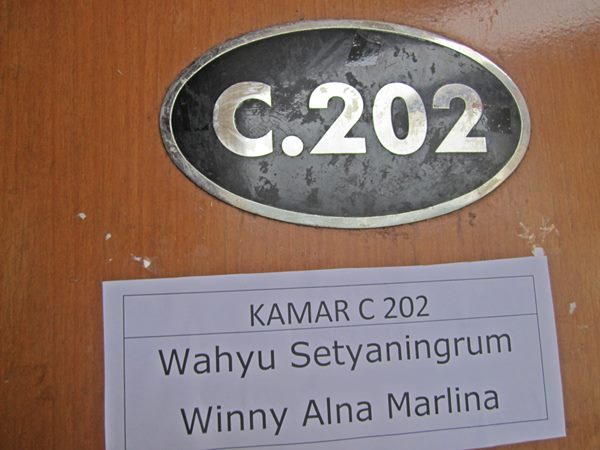 C.202
KAMAR C 202
Wahyu Setyaningrum
Winny Alna Marlina